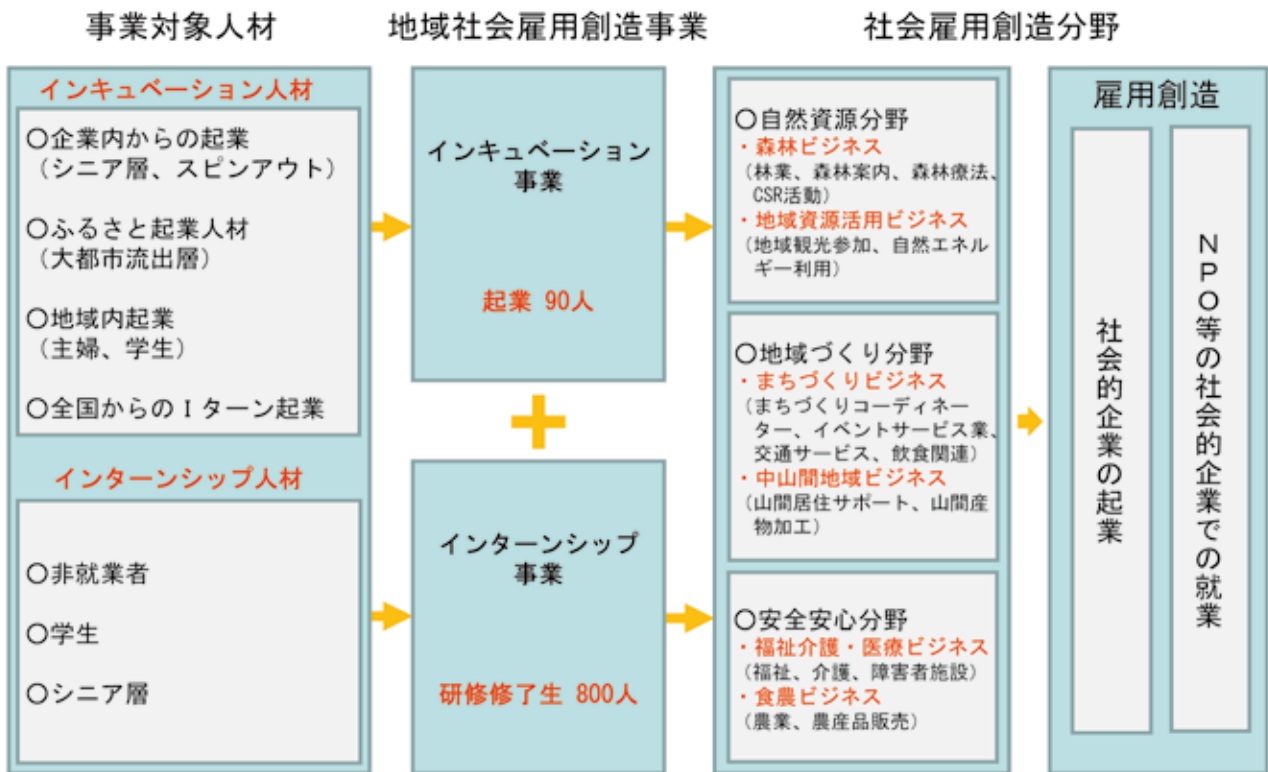 事業対象人材
地域社会雇用創造事業
社会雇用創造分野
インキュベーション人材
〇企業内からの起業
(シニア層、スピンアウト)
〇ふるさと起業人材
(大都市流出層)
〇地域内起業
(主婦、学生)
〇全国からのIターン起業
インターンシップ人材
〇非就業者
〇学生
〇シニア層
インキュベーション
事業
起業 90人
インターンシップ
事業
研修修了生 800人
〇自然資源分野
・森林ビジネス
(林業、森林案内、森林療法、
CSR活動)
・地域資源活用ビジネス
(地域観光参加、自然エネル
ギー利用)
〇地域づくり分野
・まちづくりビジネス
(まちづくりコーディネー
ター、イベントサービス業、
交通サービス、飲食関連)
・中山間地域ビジネス
(山間居住サポート、山間産
物加工)
〇安全安心分野
・福祉介護・医療ビジネス
(福祉、介護、障害者施設)
・食農ビジネス
(農業、農産品販売)
雇用創造
社会的企業の起業
NPO等の社会的企業での就業